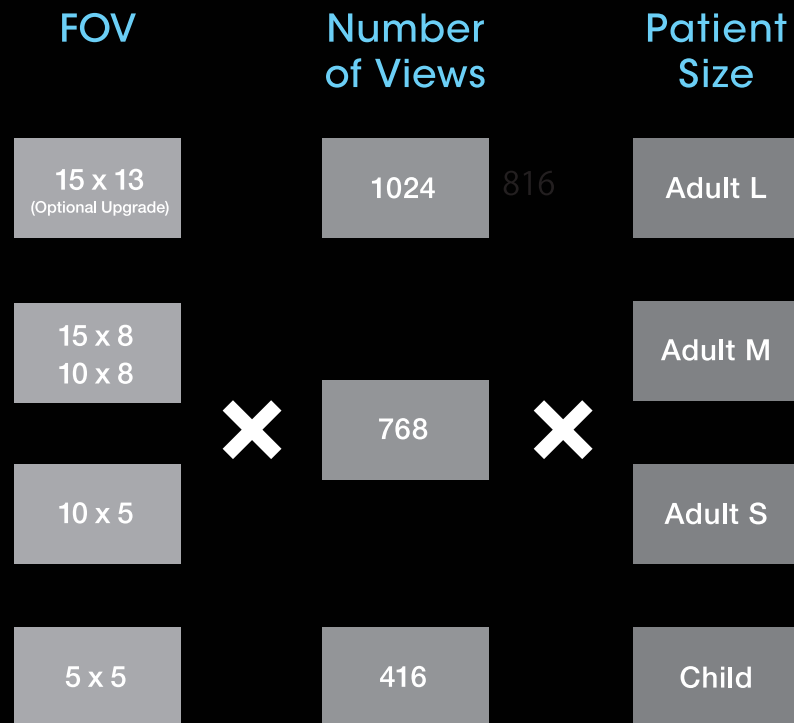 FOV
Number
of Views
Patient
Size
15 x 13
(Optional Upgrade)
1024
816
Adult L
15 x 8
10 x 8
Adult M
768
10 x 5
Adult S
5 x 5
416
Child